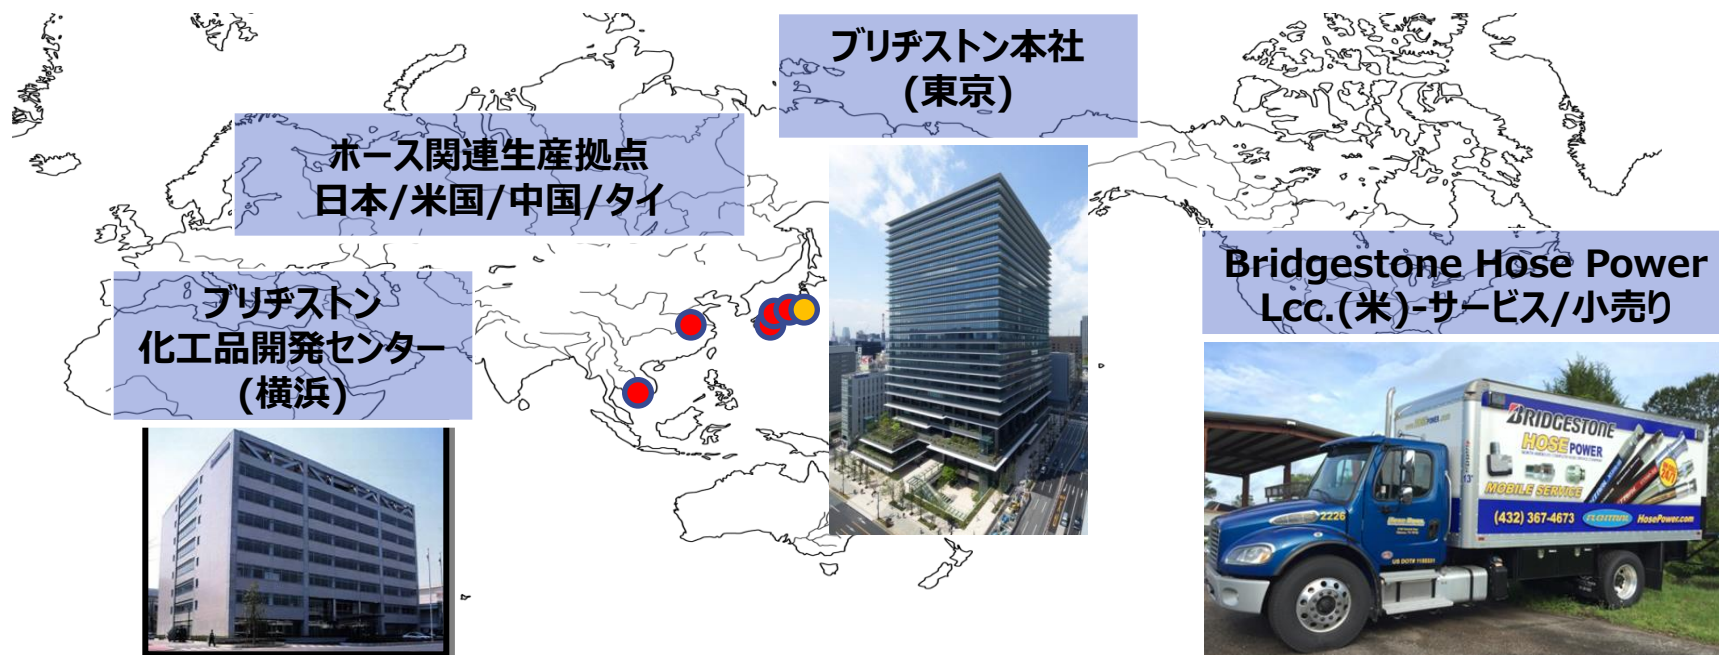 ブリヂストン本社
(東京)
ホース関連生産拠点
日本/米国/中国/タイ
Bridgestone Hose Power
Lcc.(米)-サービス/小売り
ブリヂストン
化工品開発センター
(横浜)
BRIDGESTONE
HOSE POWER
MOBILE SERVICE
(432) 367-4673
HosePower.com
2226